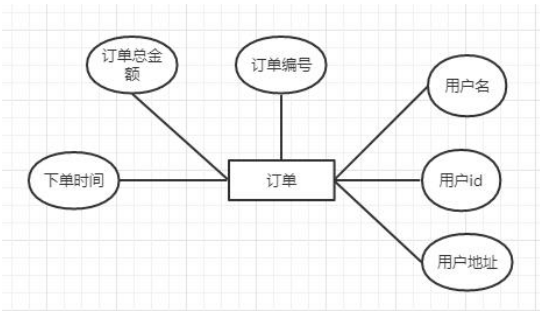 订单总金
额
订单编号
用户名
下单时间
订单
用户id
用户地址